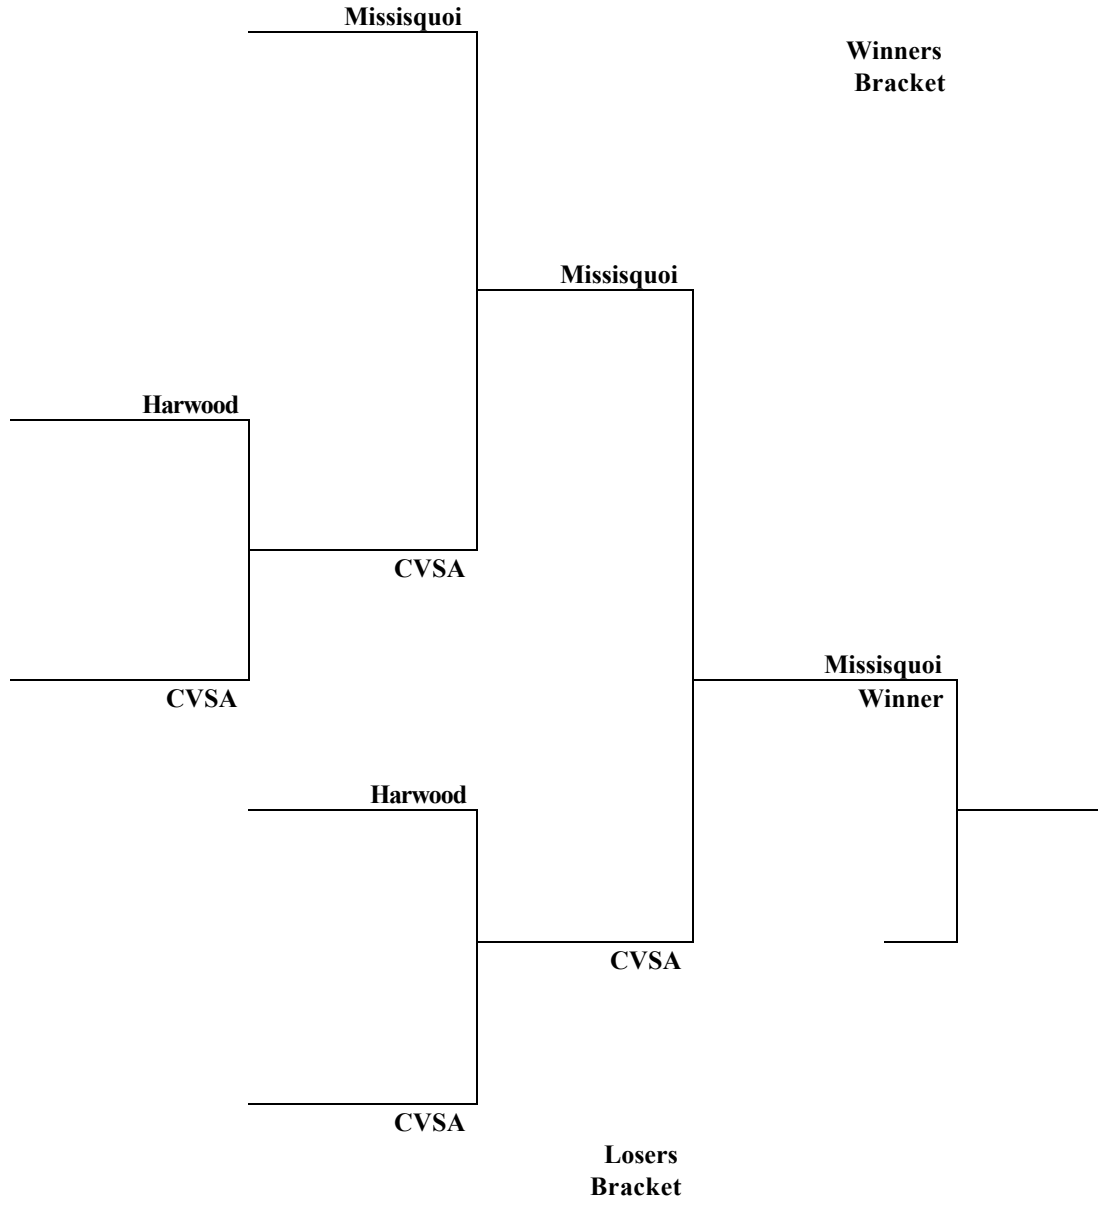 Missisquoi
Winners
Bracket
Missisquoi
Harwood
CVSA
Missisquoi
CVSA
Winner
Harwood
CVSA
CVSA
Losers
Bracket